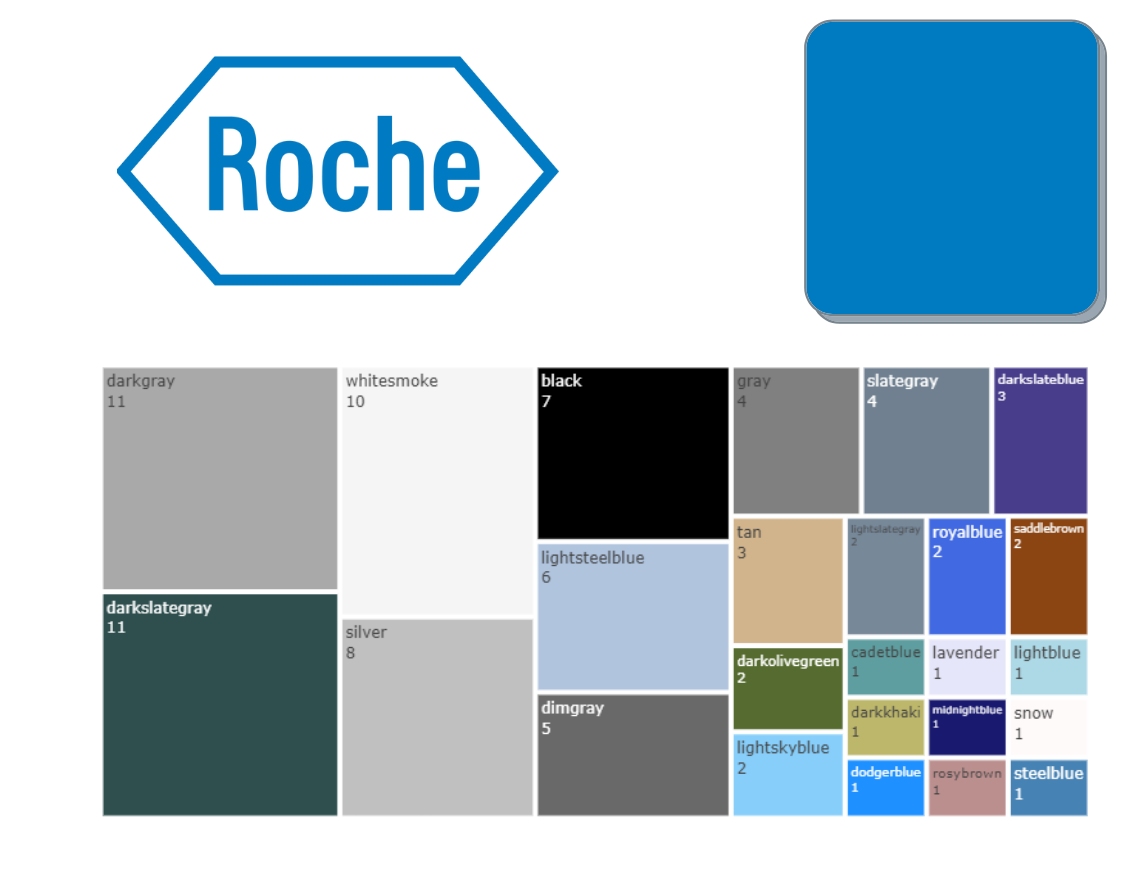 Roche
darkgray
11
whitesmoke
10
black
7
gray
4
slategray
4
darkslateblue
3
lightsteelblue
6
tan
3
lightslategray
2
royalblue
2
saddlebrown
2
darkslategray
11
silver
8
dimgray
5
darkolivegreen
2
lightskyblue
2
cadetblue
1
lavender
1
lightblue
1
darkkhaki
1
midnightblue
1
snow
1
dodgerblue
1
rosybrown
1
steelblue
1